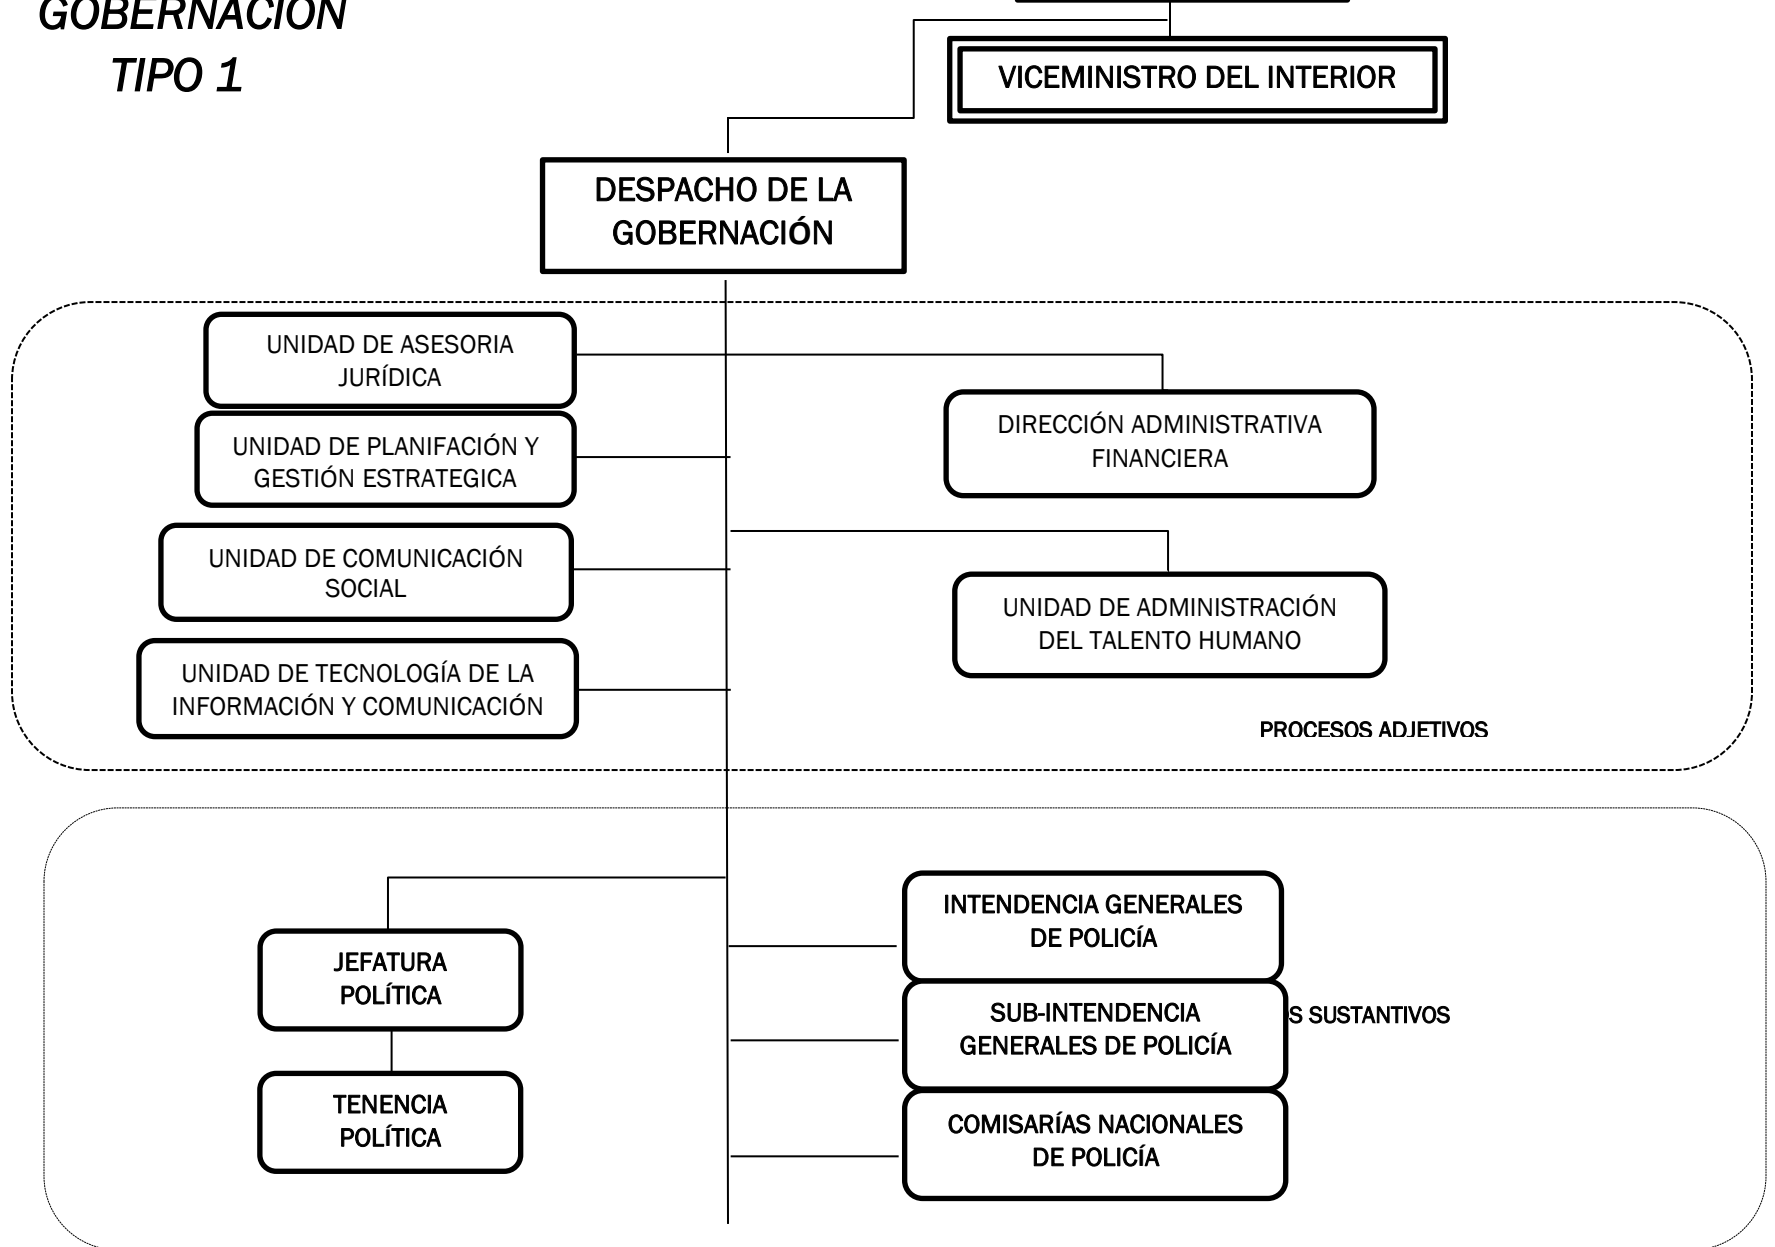 GOBERNACIÓN
TIPO 1
VICEMINISTRO DEL INTERIOR
DESPACHO DE LA
GOBERNACIÓN
UNIDAD DE ASESORIA
JURÍDICA
UNIDAD DE PLANIFACIÓN Y
GESTIÓN ESTRATEGICA
UNIDAD DE COMUNICACIÓN
SOCIAL
UNIDAD DE TECNOLOGÍA DE LA
INFORMACIÓN Y COMUNICACIÓN
DIRECCIÓN ADMINISTRATIVA
FINANCIERA
UNIDAD DE ADMINISTRACIÓN
DEL TALENTO HUMANO
PROCESOS ADJETIVOS
JEFATURA
POLÍTICA
TENENCIA
POLÍTICA
INTENDENCIA GENERALES
DE POLICÍA
SUB-INTENDENCIA
GENERALES DE POLICÍA
S SUSTANTIVOS
COMISARÍAS NACIONALES
DE POLICÍA